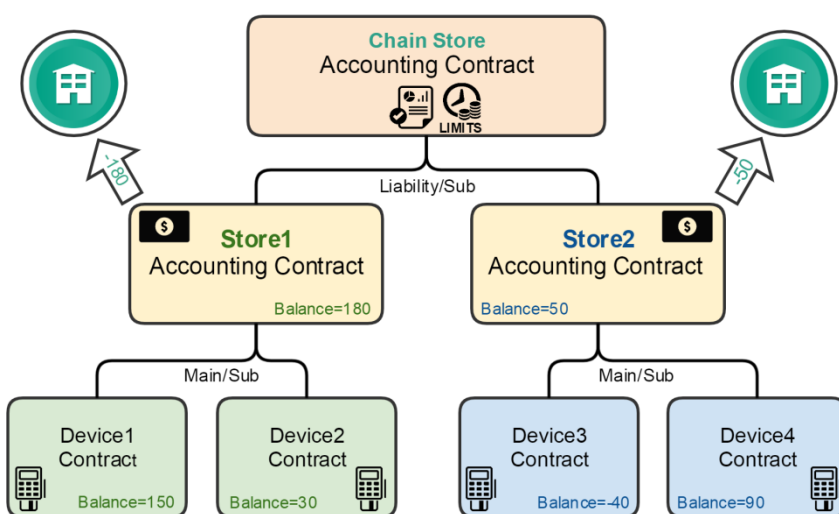 Chain Store
Accounting Contract
LIMITS
-180
-50
Liability/Sub
$
Store1
Accounting Contract
Balance=180
$
Store2
Accounting Contract
Balance=50
Main/Sub
Main/Sub
Device1
Contract
Balance=150
Device2
Contract
Balance=30
Device3
Contract
Balance=-40
Device4
Contract
Balance=90